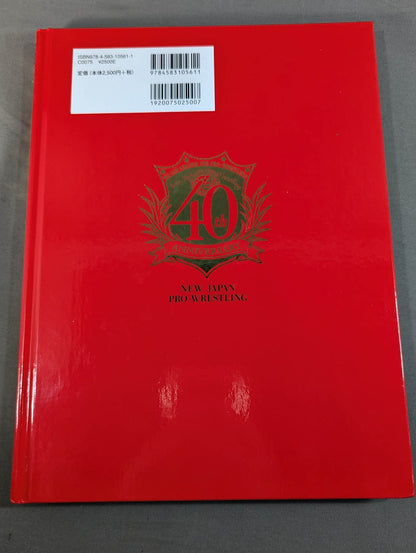 ISBN978-4-583-10561-1
C0075 ¥2500E
定価(本体2,500円+税)
9784583105611
1920075025007
40th
ANNIVERSARY
NEW JAPAN
PRO-WRESTLING